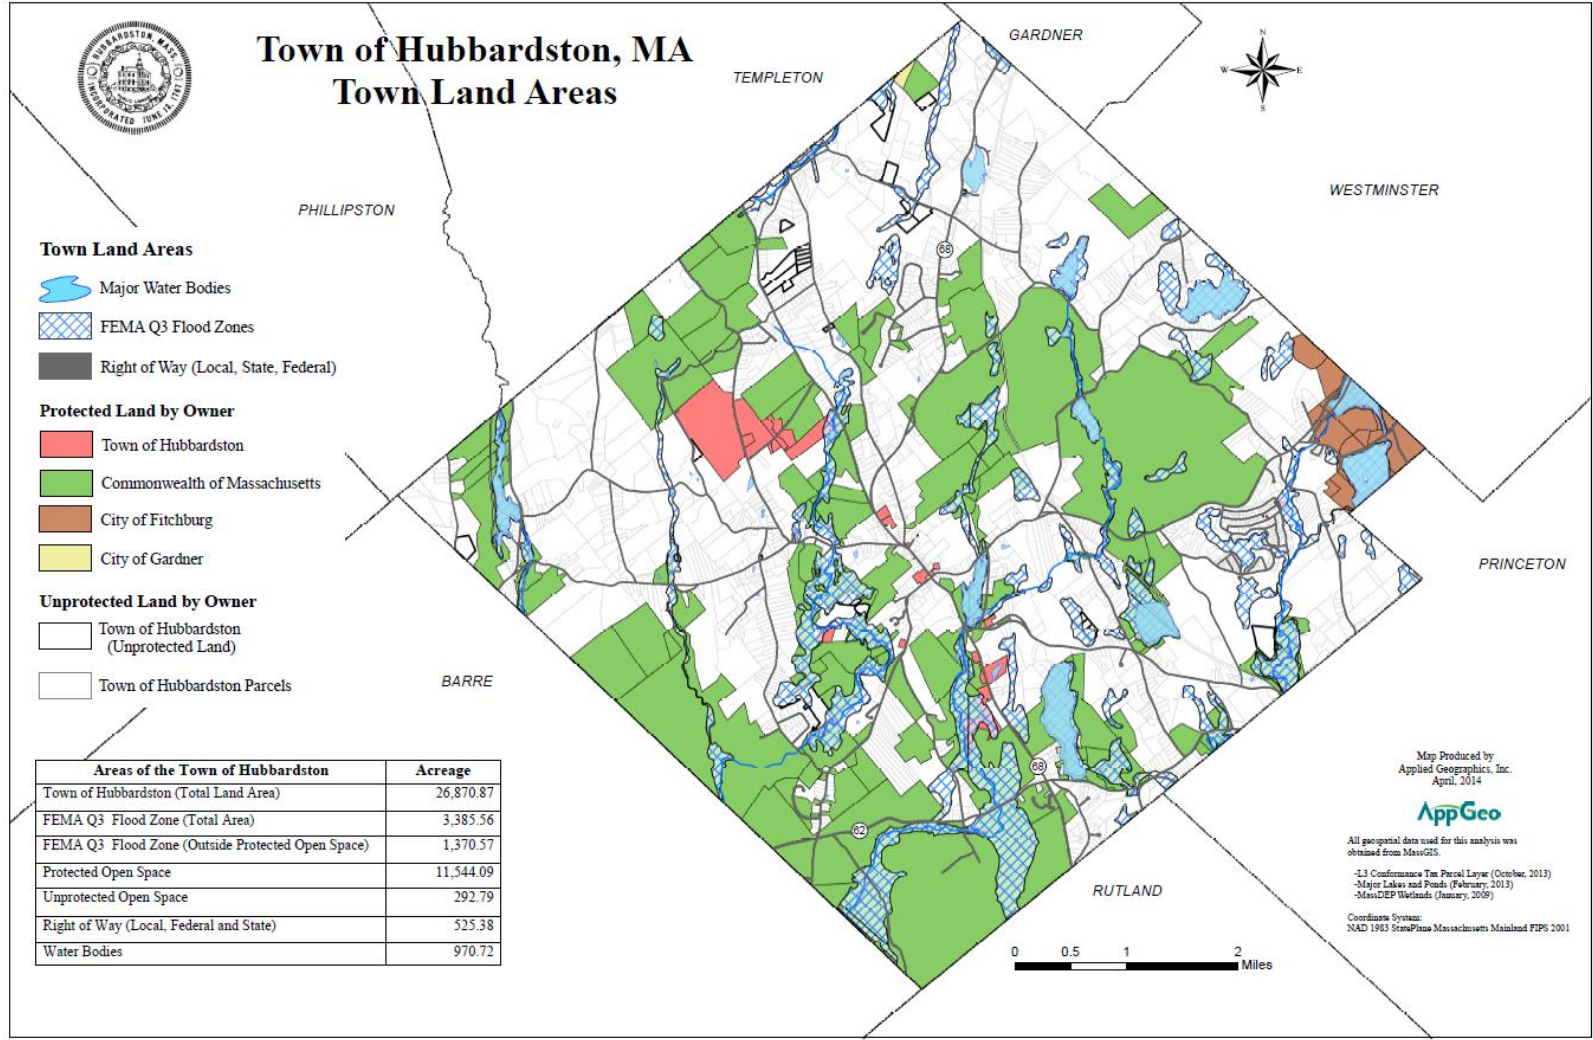 Town of Hubbardston, MA
Town Land Areas
HUBBARDSTON, MASS.
PUBLIC LIBRARY
INCORPORATED JUNE 13, 1767
GARDNER
TEMPLETON
N
W E
S
WESTMINSTER
PHILLIPSTON
68
Town Land Areas
Major Water Bodies
FEMA Q3 Flood Zones
Right of Way (Local, State, Federal)
Protected Land by Owner
Town of Hubbardston
Commonwealth of Massachusetts
City of Fitchburg
City of Gardner
Unprotected Land by Owner
Town of Hubbardston
(Unprotected Land)
Town of Hubbardston Parcels
PRINCETON
BARRE
68
62
RUTLAND
Areas of the Town of Hubbardston Acreage
Town of Hubbardston (Total Land Area) 26,870.87
FEMA Q3 Flood Zone (Total Area) 3,385.56
FEMA Q3 Flood Zone (Outside Protected Open Space) 1,370.57
Protected Open Space 11,544.09
Unprotected Open Space 292.79
Right of Way (Local, Federal and State) 525.38
Water Bodies 970.72
0 0.5 1 2
Miles
Map Produced by
Applied Geographics, Inc.
April, 2014
AppGeo
All geospatial data used for this analysis was
obtained from MassGIS.
-L3 Conformance Tax Parcel Layer (October, 2013)
-Major Lakes and Ponds (February, 2013)
-MassDEP Wetlands (January, 2009)
Coordinate System:
NAD 1983 StatePlane Massachusetts Mainland FIPS 2001